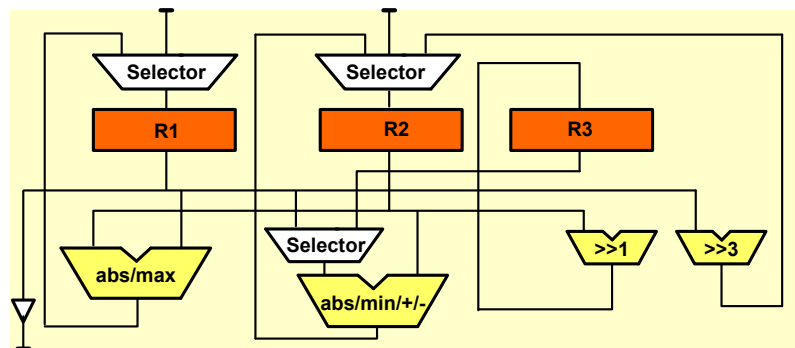 Selector
Selector
R1
R2
R3
Selector
>>1
>>3
abs/max
abs/min/+/-